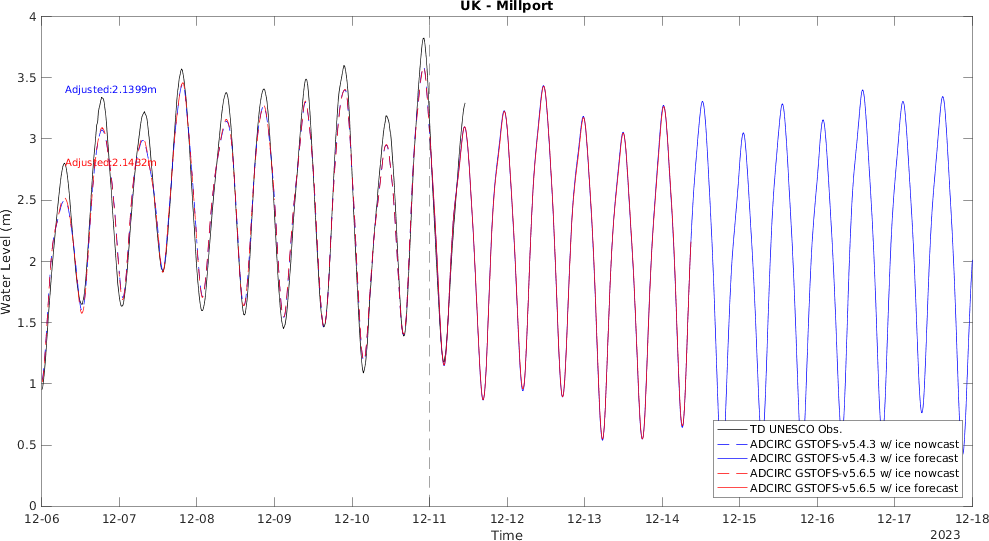 UK - Millport
4
3.5
3
2.5
2
1.5
1
0.5
0
Water Level (m)
Adjusted:2.1399m
Adjusted:2.1482m
TD UNESCO Obs.
ADCIRC GSTOFS-v5.4.3 w/ ice nowcast
ADCIRC GSTOFS-v5.4.3 w/ ice forecast
ADCIRC GSTOFS-v5.6.5 w/ ice nowcast
ADCIRC GSTOFS-v5.6.5 w/ ice forecast
12-06 12-07 12-08 12-09 12-10 12-11 12-12 12-13 12-14 12-15 12-16 12-17 12-18
Time
2023